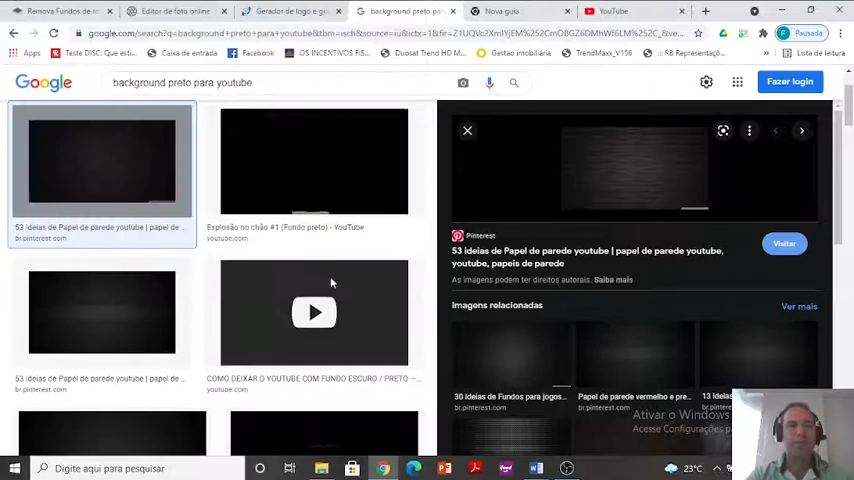 Remova Fundos de
Editor de foto online
Gerador de logo e
background preto par
Nova guia
YouTube
google.com/search?q=background+preto+para+youtube&tbm=isch&source=iu&ictx=1&fir=
Pausada
Apps
Teste DISC: Que esti...
Caixa de entrada
Facebook
OS INCENTIVOS FIS...
Duosat Trend HD M...
Gestao imobiliária
TrendMaxx_V156
.:: RB Representaçõ...
Lista de leitura
Google
background preto para youtube
Fazer login
53 ideias de Papel de parede youtube | papel de ...
br.pinterest.com
Explosão no chão #1 (Fundo preto) - YouTube
youtube.com
Pinterest
53 ideias de Papel de parede youtube | papel de parede youtube,
youtube, papeis de parede
Visitar
As imagens podem ter direitos autorais. Saiba mais
Imagens relacionadas
Ver mais
53 ideias de Papel de parede youtube | papel de ...
br.pinterest.com
COMO DEIXAR O YOUTUBE COM FUNDO ESCURO / PRETO —...
youtube.com
30 ideias de Fundos para jogos...
br.pinterest.com
Papel de parede vermelho e pre...
br.pinterest.com
13 ideias
br.pint
Ativar o Windows
Acesse Configurações p
Digite aqui para pesquisar
23°C